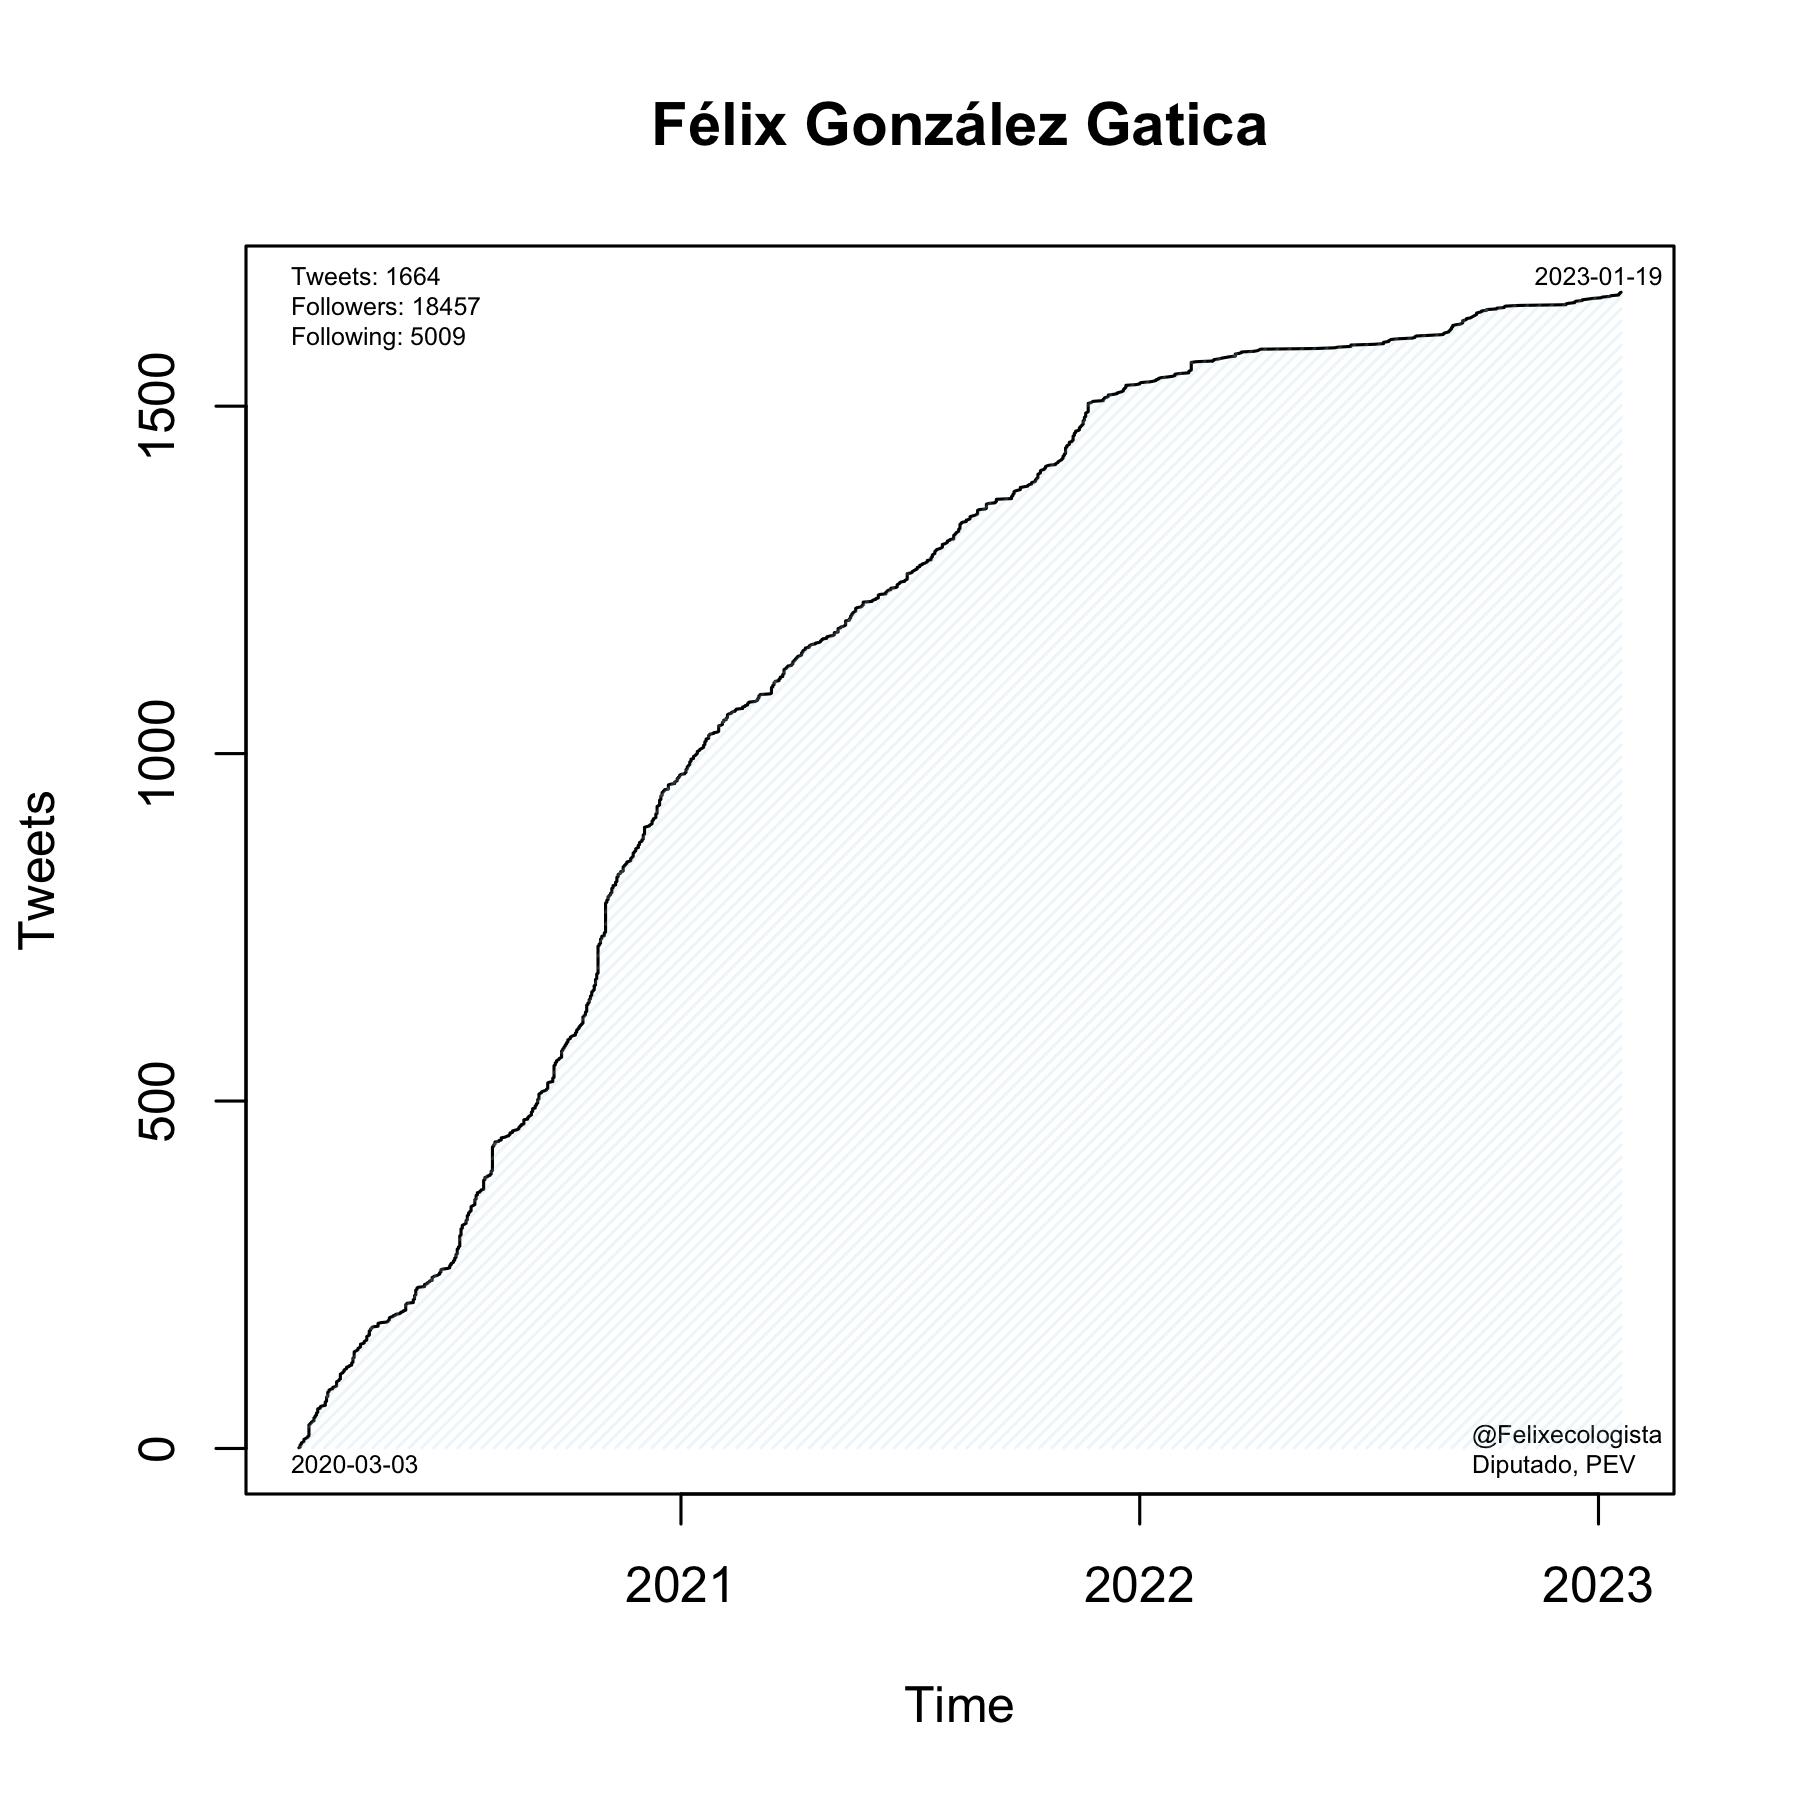 Félix González Gatica
Tweets: 1664
Followers: 18457
Following: 5009
2023-01-19
1500
1000
500
0
Tweets
2020-03-03
@Felixecologista
Diputado, PEV
2021
2022
2023
Time